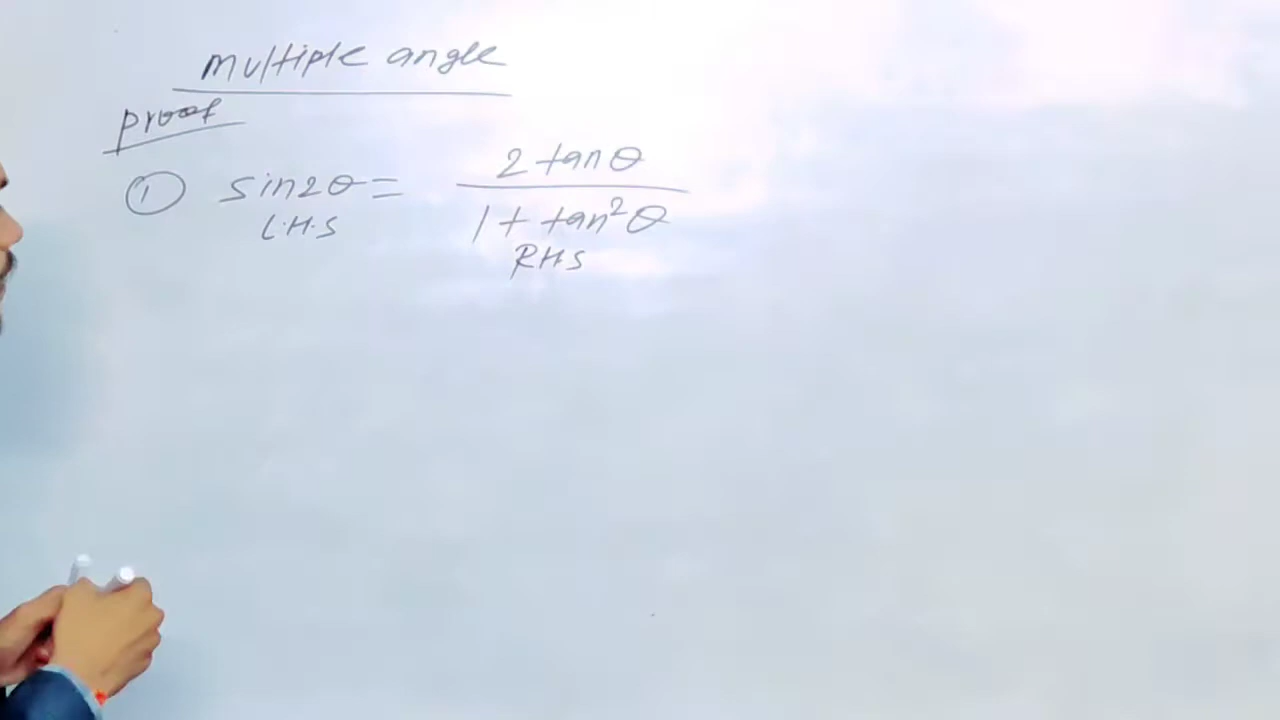 multiple angle
proof
① sin2θ = 2 tanθ / 1 + tan²θ
L.H.S RHS